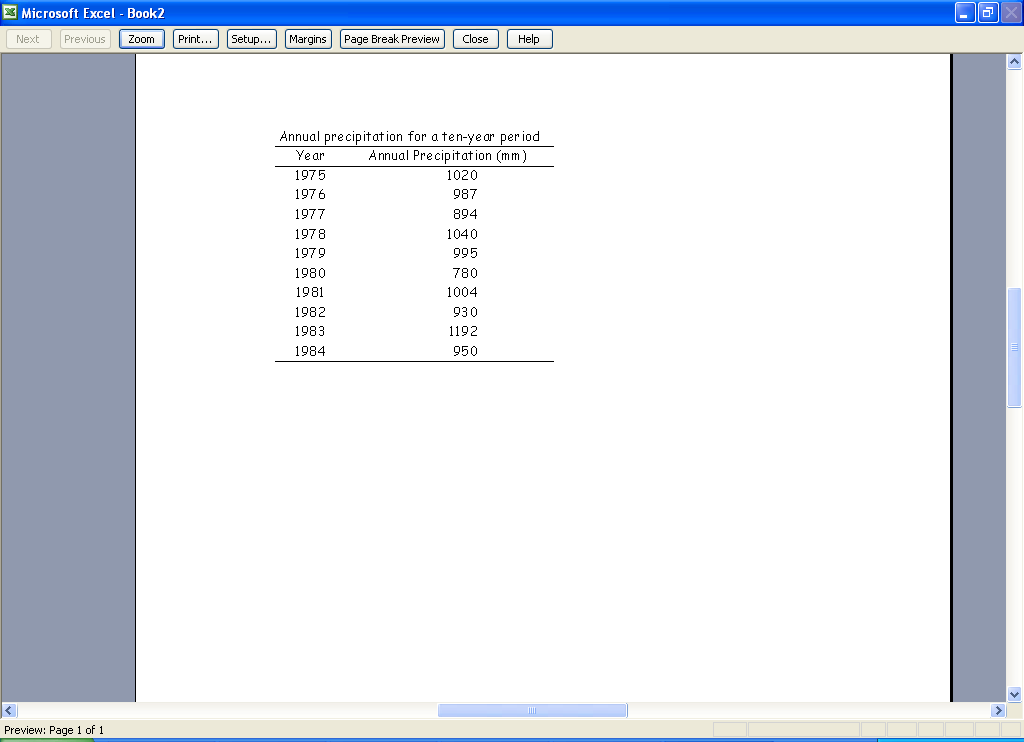 Microsoft Excel - Book2
Next Previous Zoom Print... Setup... Margins Page Break Preview Close Help
Annual precipitation for a ten-year period
Year Annual Precipitation (mm)
1975 1020
1976 987
1977 894
1978 1040
1979 995
1980 780
1981 1004
1982 930
1983 1192
1984 950
Preview: Page 1 of 1